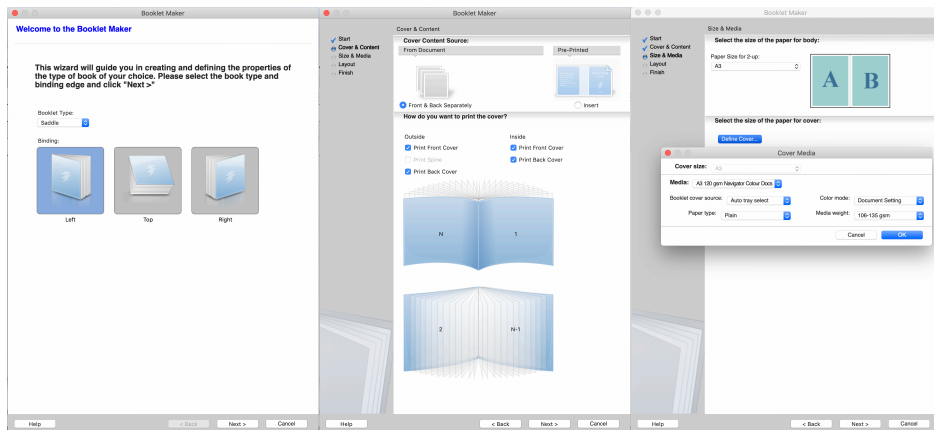 Booklet Maker
Welcome to the Booklet Maker
This wizard will guide you in creating and defining the properties of
the type of book of your choice. Please select the book type and
binding edge and click "Next >"
Booklet Type:
Saddle
Binding:
Left
Top
Right
Help
< Back
Next >
Cancel
Booklet Maker
Start
Cover & Content
Size & Media
Layout
Finish
Cover & Content
Cover Content Source:
From Document
Pre-Printed
Front & Back Separately
Insert
How do you want to print the cover?
Outside
Inside
Print Front Cover
Print Front Cover
Print Spine
Print Back Cover
Print Back Cover
N
1
2
N-1
Help
< Back
Next >
Cancel
Booklet Maker
Start
Cover & Content
Size & Media
Layout
Finish
Size & Media
Select the size of the paper for body:
Paper Size for 2-up:
A3
A B
Select the size of the paper for cover:
Define Cover...
Cover Media
Cover size: A3
Media: A3 120 gsm Navigator Colour Docs
Booklet cover source: Auto tray select
Color mode: Document Setting
Paper type: Plain
Media weight: 106-135 gsm
Cancel
OK
Help
< Back
Next >
Cancel